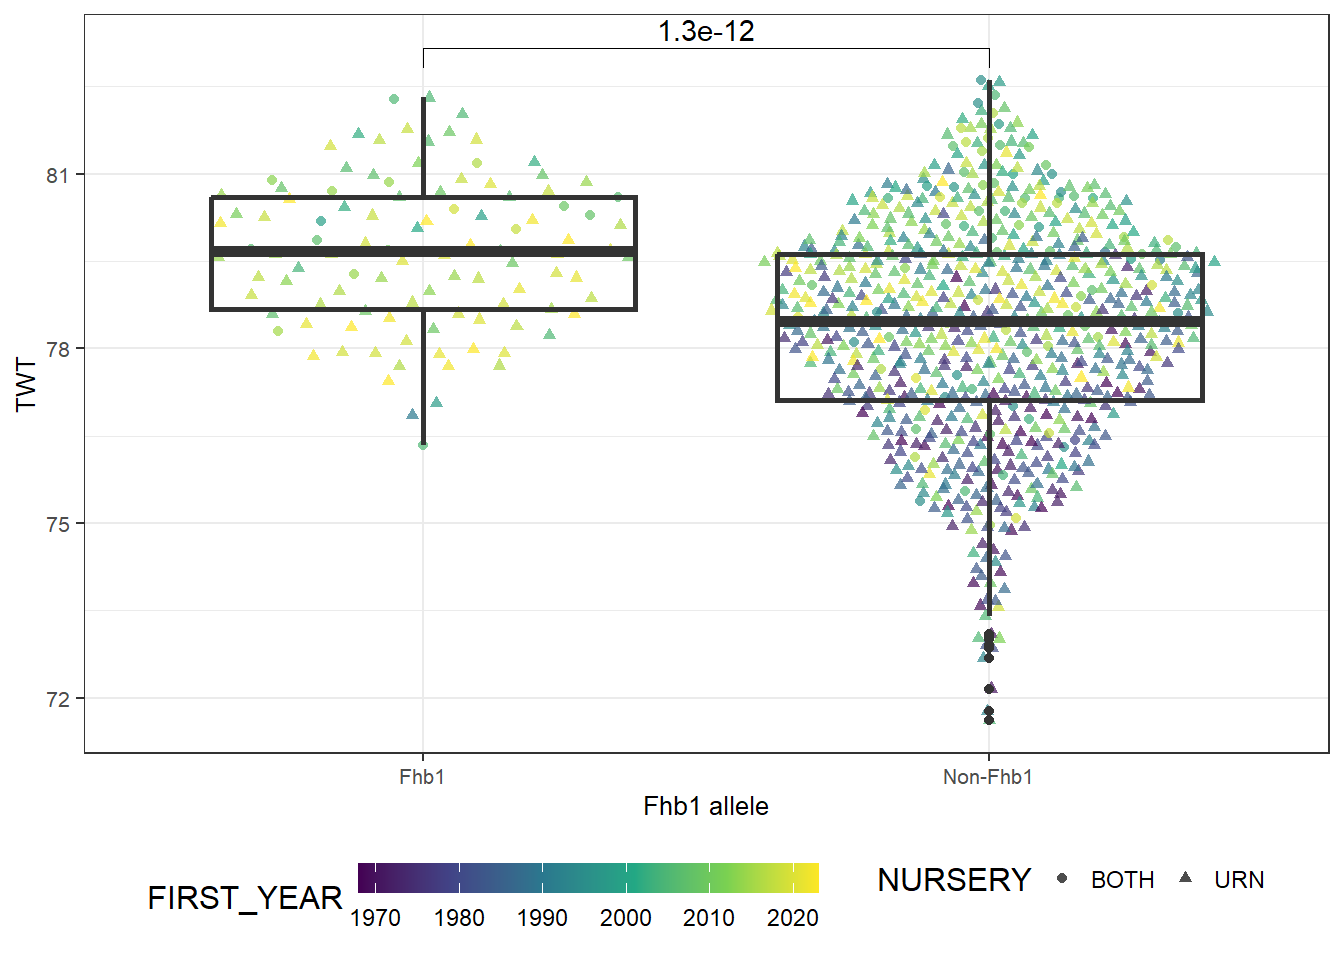 1.3e-12
81
78
75
72
TWT
Fhb1 Non-Fhb1
Fhb1 allele
FIRST_YEAR
1970 1980 1990 2000 2010 2020
NURSERY BOTH URN